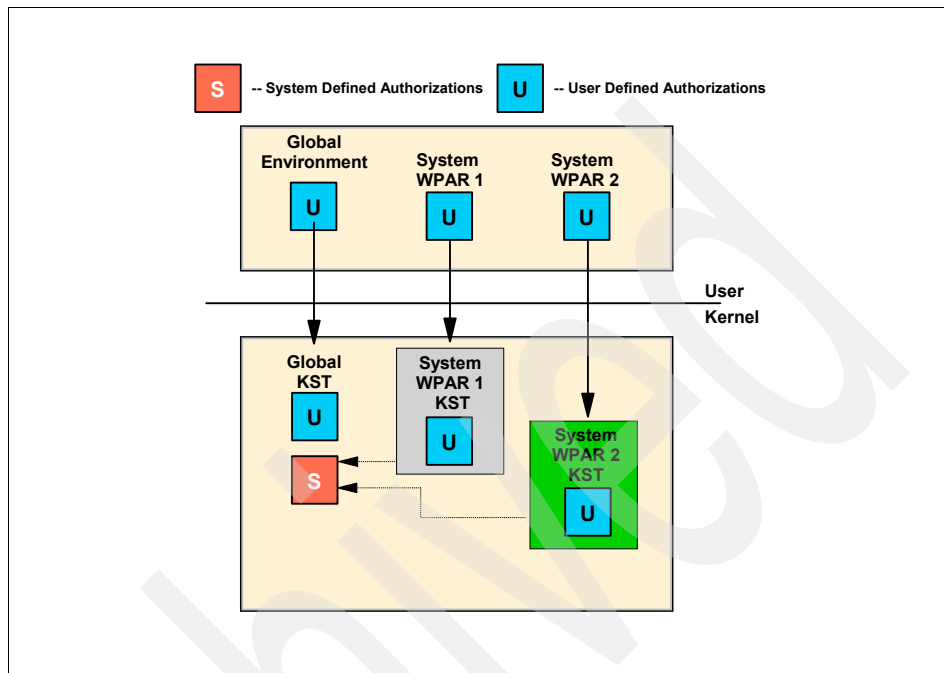 S -- System Defined Authorizations U -- User Defined Authorizations
Global
Environment
U
System
WPAR 1
U
System
WPAR 2
U
User
Kernel
Global
KST
U
S
System
WPAR 1
KST
U
System
WPAR 2
KST
U
hived